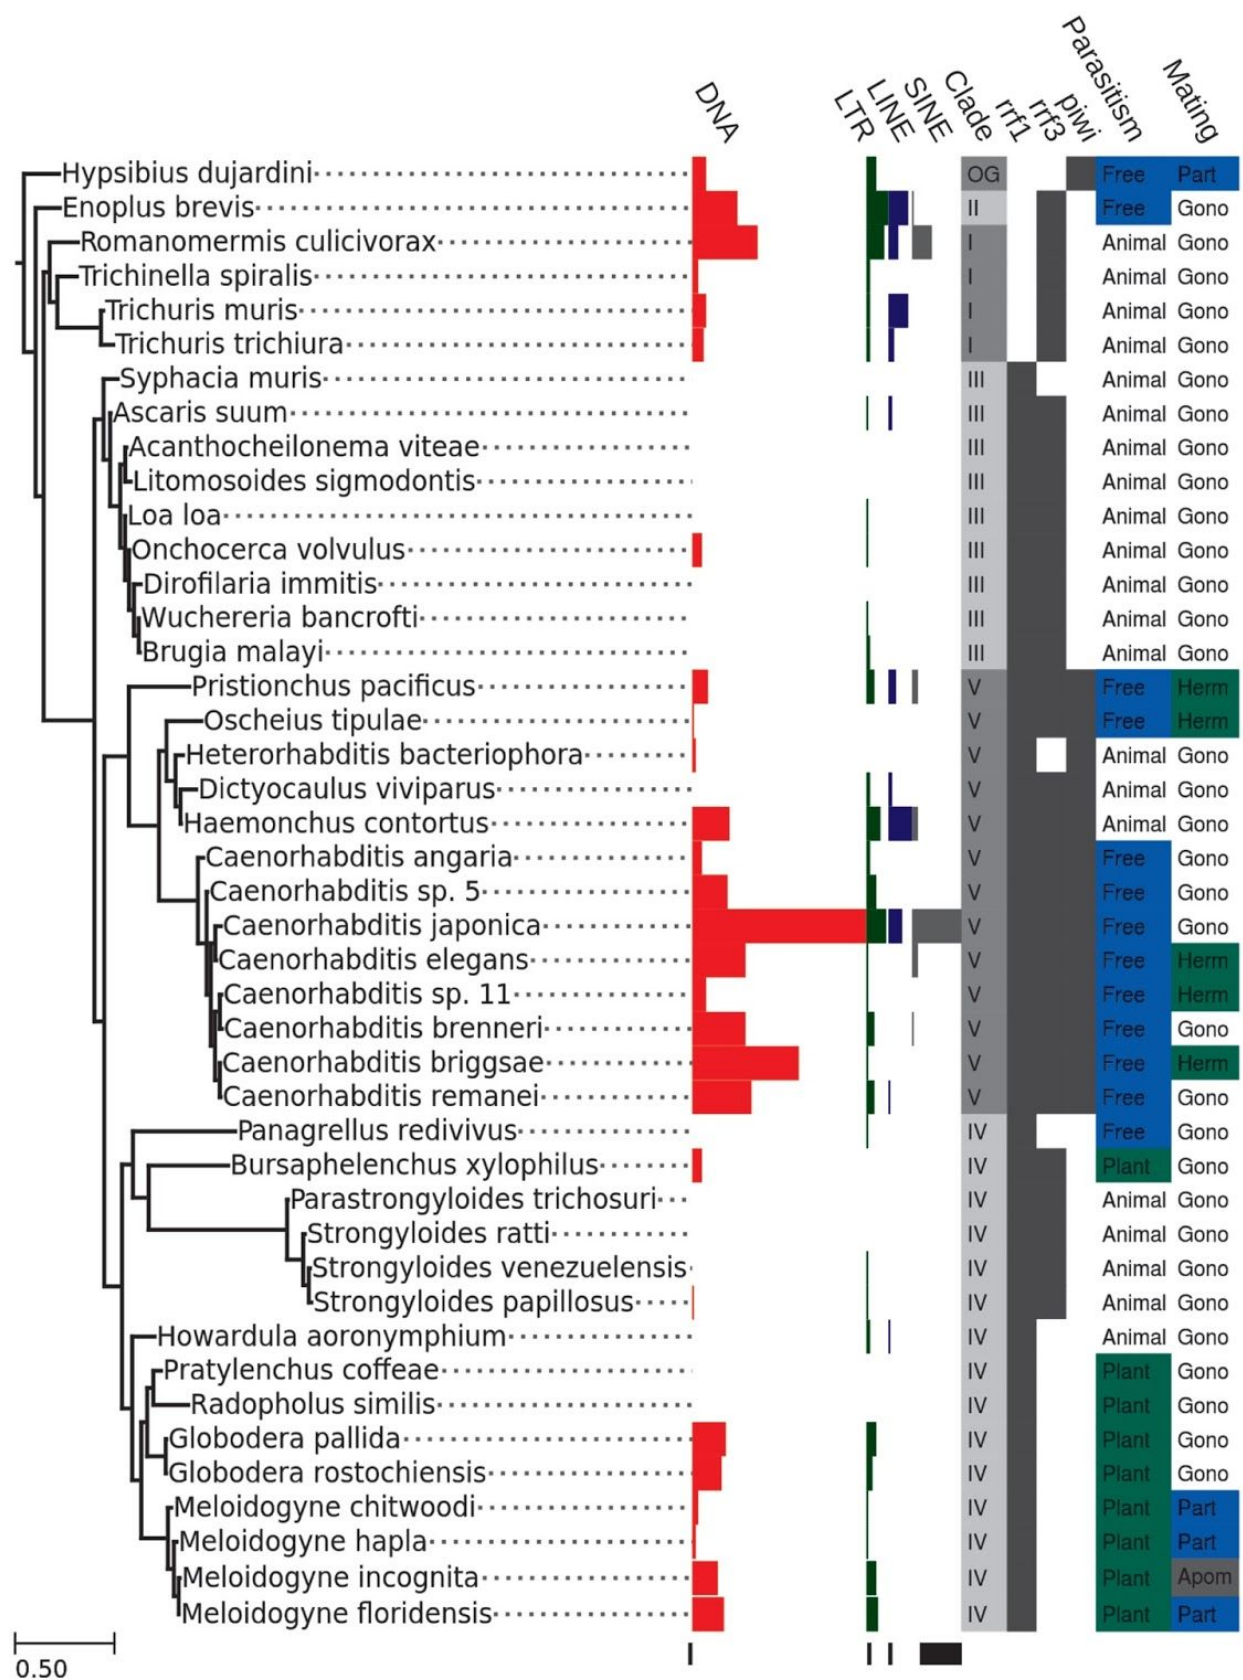 DNA LTR LINE SINE Clade rrf1 rrf3 piwi Parasitism Mating
Hypsibius dujardini OG Free Part
Enoplus brevis II Free Gono
Romanomermis culicivorax I Animal Gono
Trichinella spiralis I Animal Gono
Trichuris muris I Animal Gono
Trichuris trichiura I Animal Gono
Syphacia muris III Animal Gono
Ascaris suum III Animal Gono
Acanthocheilonema viteae III Animal Gono
Litomosoides sigmodontis III Animal Gono
Loa loa III Animal Gono
Onchocerca volvulus III Animal Gono
Dirofilaria immitis III Animal Gono
Wuchereria bancrofti III Animal Gono
Brugia malayi III Animal Gono
Pristionchus pacificus V Free Herm
Oscheius tipulae V Free Herm
Heterorhabditis bacteriophora V Animal Gono
Dictyocaulus viviparus V Animal Gono
Haemonchus contortus V Animal Gono
Caenorhabditis angaria V Free Gono
Caenorhabditis sp. 5 V Free Gono
Caenorhabditis japonica V Free Gono
Caenorhabditis elegans V Free Herm
Caenorhabditis sp. 11 V Free Herm
Caenorhabditis brenneri V Free Gono
Caenorhabditis briggsae V Free Herm
Caenorhabditis remanei V Free Gono
Panagrellus redivivus IV Free Gono
Bursaphelenchus xylophilus IV Plant Gono
Parastrongyloides trichosuri IV Animal Gono
Strongyloides ratti IV Animal Gono
Strongyloides venezuelensis IV Animal Gono
Strongyloides papillosus IV Animal Gono
Howardula aoronymphium IV Animal Gono
Pratylenchus coffeae IV Plant Gono
Radopholus similis IV Plant Gono
Globodera pallida IV Plant Gono
Globodera rostochiensis IV Plant Gono
Meloidogyne chitwoodi IV Plant Part
Meloidogyne hapla IV Plant Part
Meloidogyne incognita IV Plant Apom
Meloidogyne floridensis IV Plant Part
0.50